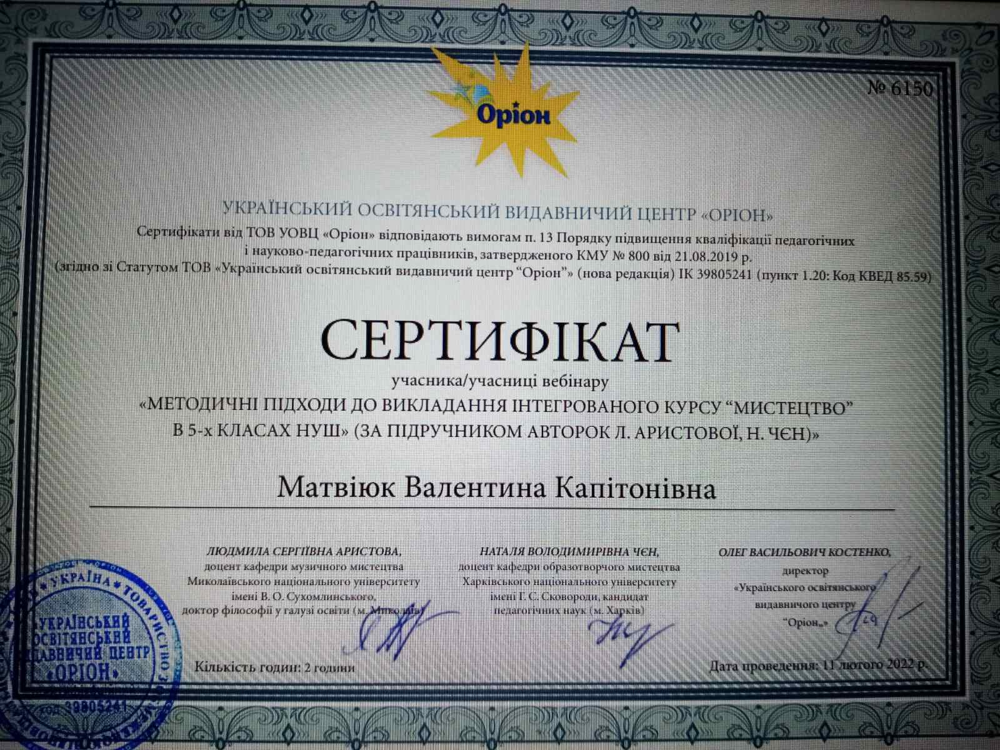 № 6150
Оріон
УКРАЇНСЬКИЙ ОСВІТЯНСЬКИЙ ВИДАВНИЧИЙ ЦЕНТР «ОРІОН»
Сертифікати від ТОВ УОВЦ «Оріон» відповідають вимогам п. 13 Порядку підвищення кваліфікації педагогічних
і науково-педагогічних працівників, затвердженого КМУ № 800 від 21.08.2019 р.
(згідно зі Статутом ТОВ «Український освітянський видавничий центр “Оріон”» (нова редакція) ІК 39805241 (пункт 1.20: Код КВЕД 85.59)
СЕРТИФІКАТ
учасника/учасниці вебінару
«МЕТОДИЧНІ ПІДХОДИ ДО ВИКЛАДАННЯ ІНТЕГРОВАНОГО КУРСУ “МИСТЕЦТВО”
В 5-х КЛАСАХ НУШ» (ЗА ПІДРУЧНИКОМ АВТОРОК Л. АРИСТОВОЇ, Н. ЧЄН)»
Матвіюк Валентина Капітонівна
ЛЮДМИЛА СЕРГІЇВНА АРИСТОВА,
доцент кафедри музичного мистецтва
Миколаївського національного університету
імені В. О. Сухомлинського,
доктор філософії у галузі освіти (м. Миколаїв)
НАТАЛЯ ВОЛОДИМИРІВНА ЧЄН,
доцент кафедри образотворчого мистецтва
Харківського національного університету
імені Г. С. Сковороди, кандидат
педагогічних наук (м. Харків)
ОЛЕГ ВАСИЛЬОВИЧ КОСТЕНКО,
директор
«Українського освітянського
видавничого центру
“Оріон„»
УКРАЇНА * ТОВАРИСТВО З
УКРАЇНСЬКИЙ
ОСВІТЯНСЬКИЙ
ВИДАВНИЧИЙ ЦЕНТР
«ОРІОН»
КОД 39805241
Кількість годин: 2 години
Дата проведення: 11 лютого 2022 р.